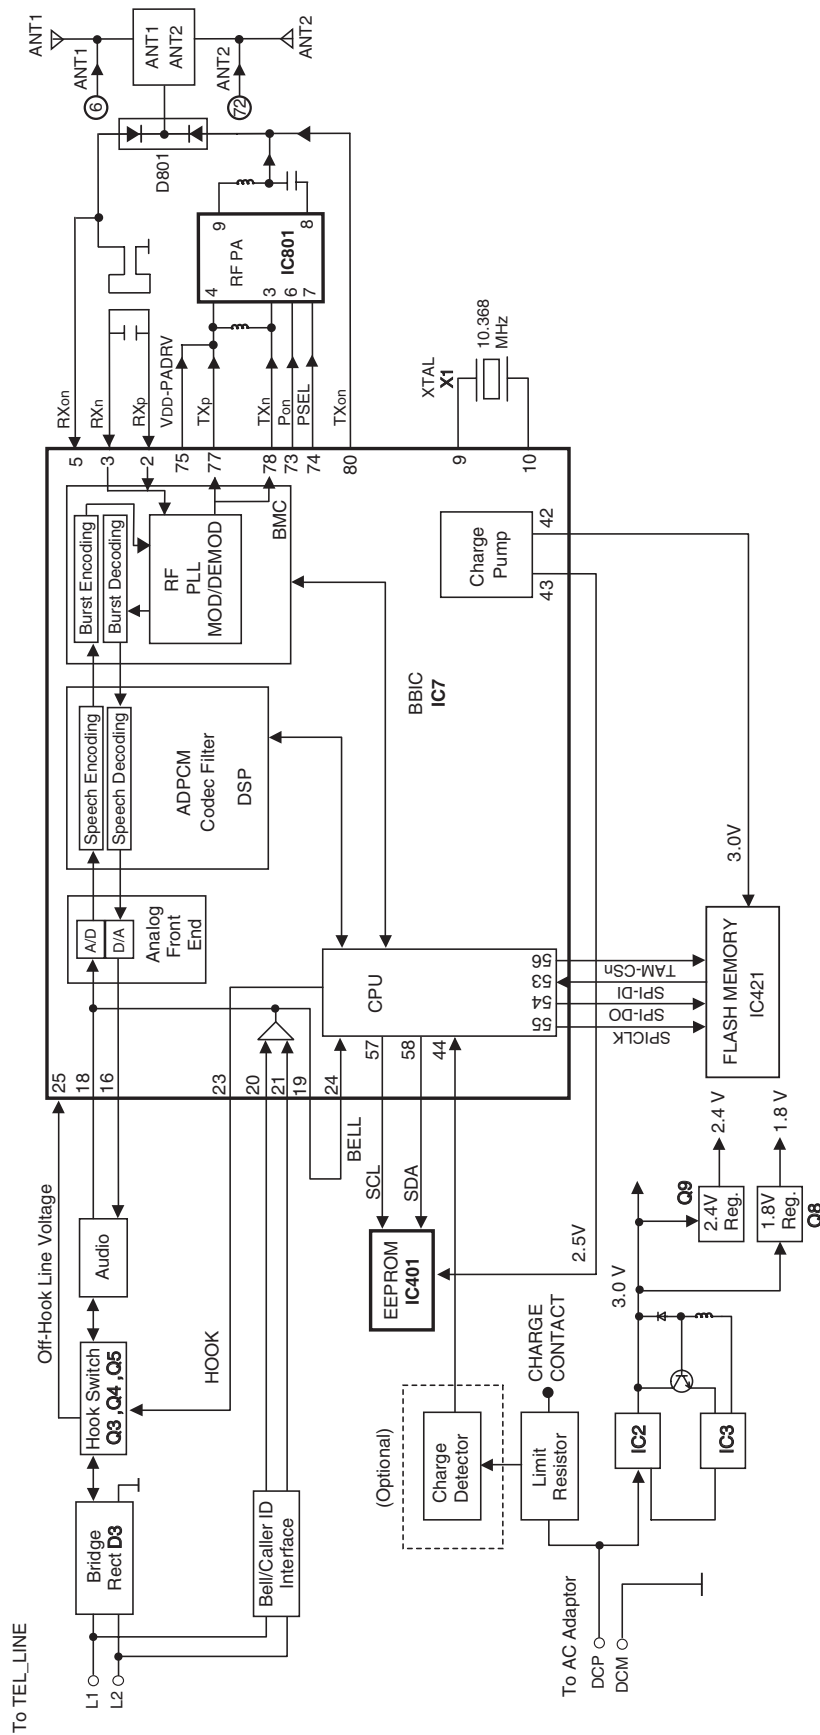 To TEL_LINE
L1
L2
Bridge
Rect D3
Hook Switch
Q3 ,Q4 ,Q5
Off-Hook Line Voltage
Audio
HOOK
Bell/Caller ID
Interface
25
18
16
23
20
21
19
24
BELL
A/D
D/A
Analog
Front
End
Speech Encoding
Speech Decoding
ADPCM
Codec Filter
DSP
Burst Encoding
Burst Decoding
RF
PLL
MOD/DEMOD
BMC
5
3
2
75
77
78
73
74
80
9
10
RXon
RXn
RXp
VDD-PADRV
TXp
TXn
Pon
PSEL
TXon
4
3
6
7
RF PA
IC801
9
8
D801
ANT1
ANT2
ANT1
ANT1
6
ANT2
ANT2
72
XTAL
X1
10.368
MHz
BBIC
IC7
Charge
Pump
42
43
CPU
57
58
44
56
53
54
55
SCL
SDA
EEPROM
IC401
2.5V
TAM-CSn
SPI-DI
SPI-DO
SPICLK
FLASH MEMORY
IC421
3.0V
(Optional)
Charge
Detector
Limit
Resistor
CHARGE
CONTACT
To AC Adaptor
DCP
DCM
IC2
IC3
3.0 V
Q9
2.4V
Reg.
2.4 V
1.8V
Reg.
Q8
1.8 V